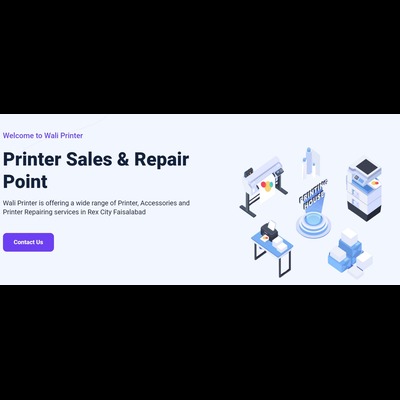 Welcome to Wali Printer
Printer Sales & Repair
Point
Wali Printer is offering a wide range of Printer, Accessories and
Printer Repairing services in Rex City Faisalabad
Contact Us